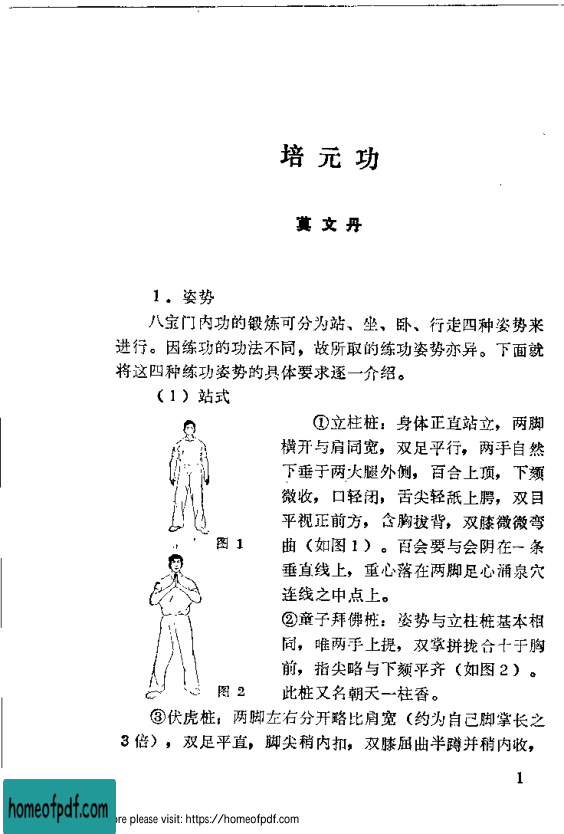 培元功
莫文丹
1。姿势
八宝门内功的锻炼可分为站、坐、卧、行走四种姿势来
进行。因练功的功法不同，故所取的练功姿势亦异。下面就
将这四种练功姿势的具体要求逐一介绍。
（1）站式
①立柱桩：身体正直站立，两脚
横开与肩同宽，双足平行，两手自然
下垂于两大腿外侧，百合上顶，下颏
微收，口轻闭，舌尖轻舐上腭，双目
平视正前方，含胸拔背，双膝微微弯
曲（如图1）。百会要与会阴在一条
垂直线上，重心落在两脚足心涌泉穴
连线之中点上。
图 1
②童子拜佛桩：姿势与立柱桩基本相
同，唯两手上提，双掌拼拢合十于胸
前，指尖略与下颏平齐（如图2）。
此桩又名朝天一柱香。
图 2
③伏虎桩：两脚左右分开略比肩宽（约为自己脚掌长之
3倍），双足平直，脚尖稍内扣，双膝屈曲半蹲并稍内收，
1
homeofpdf.com
re please visit: https://homeofpdf.com